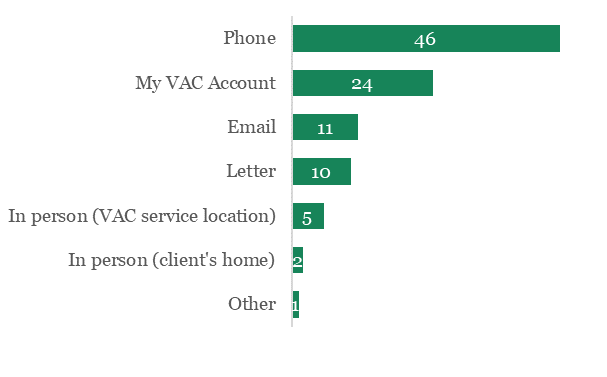 Phone 46
My VAC Account 24
Email 11
Letter 10
In person (VAC service location) 5
In person (client's home) 2
Other 1